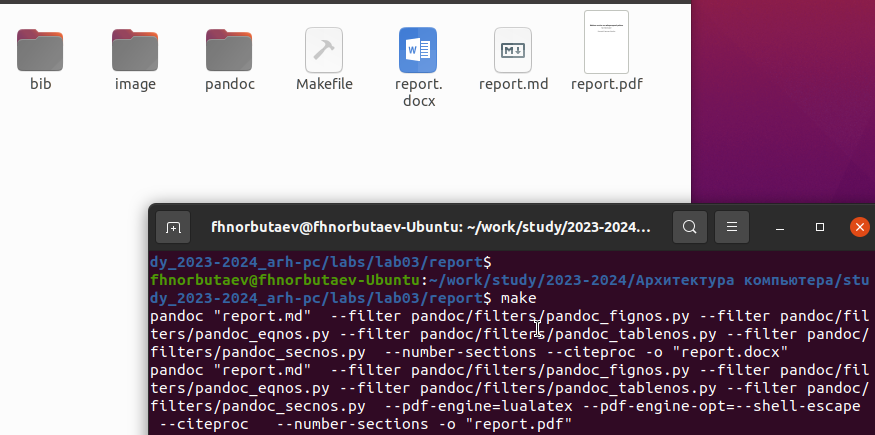 bib
image
pandoc
Makefile
report.
docx
report.md
report.pdf
fhnorbutaev@fhnorbutaev-Ubuntu: ~/work/study/2023-2024...
dy_2023-2024_arh-pc/labs/lab03/report$
fhnorbutaev@fhnorbutaev-Ubuntu:~/work/study/2023-2024/Архитектура компьютера/stu
dy_2023-2024_arh-pc/labs/lab03/report$ make
pandoc "report.md"  --filter pandoc/filters/pandoc_fignos.py --filter pandoc/fil
ters/pandoc_eqnos.py --filter pandoc/filters/pandoc_tablenos.py --filter pandoc/
filters/pandoc_secnos.py  --number-sections --citeproc -o "report.docx"
pandoc "report.md"  --filter pandoc/filters/pandoc_fignos.py --filter pandoc/fil
ters/pandoc_eqnos.py --filter pandoc/filters/pandoc_tablenos.py --filter pandoc/
filters/pandoc_secnos.py  --pdf-engine=lualatex --pdf-engine-opt=--shell-escape
 --citeproc   --number-sections -o "report.pdf"